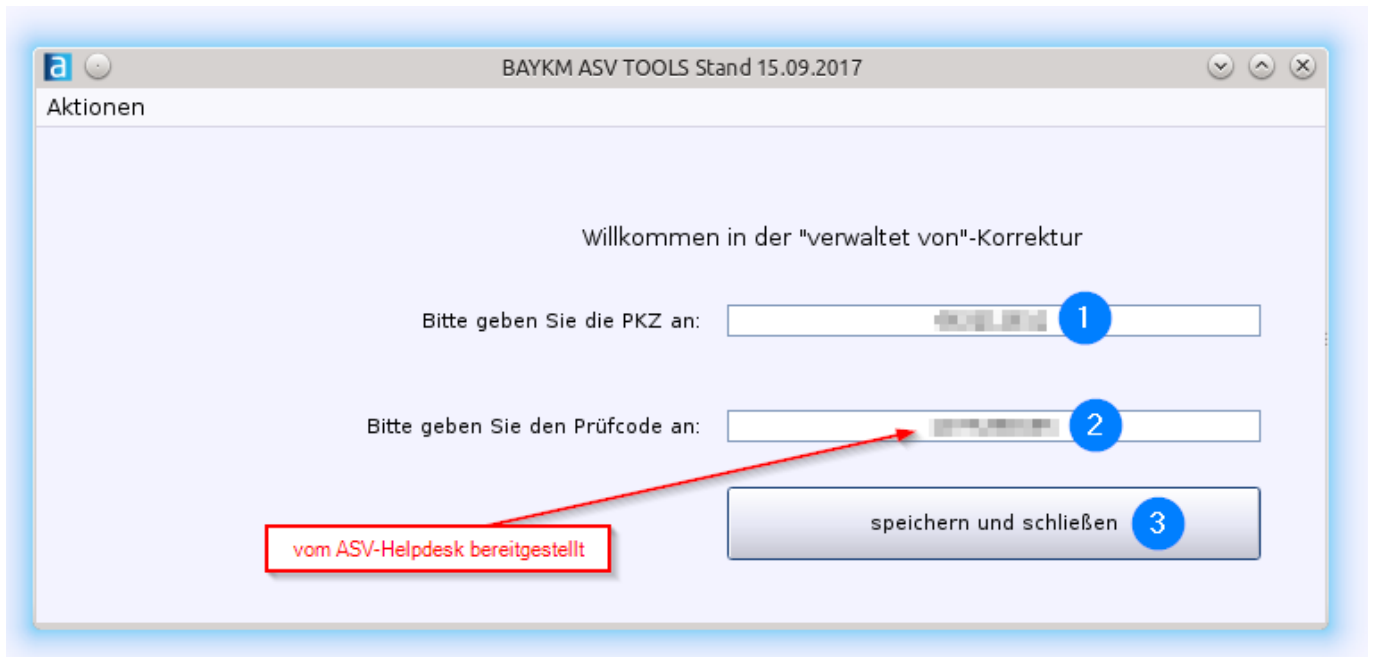 BAYKM ASV TOOLS Stand 15.09.2017
Aktionen
Willkommen in der "verwaltet von"-Korrektur
Bitte geben Sie die PKZ an:
1
Bitte geben Sie den Prüfcode an:
2
speichern und schließen 3
vom ASV-Helpdesk bereitgestellt